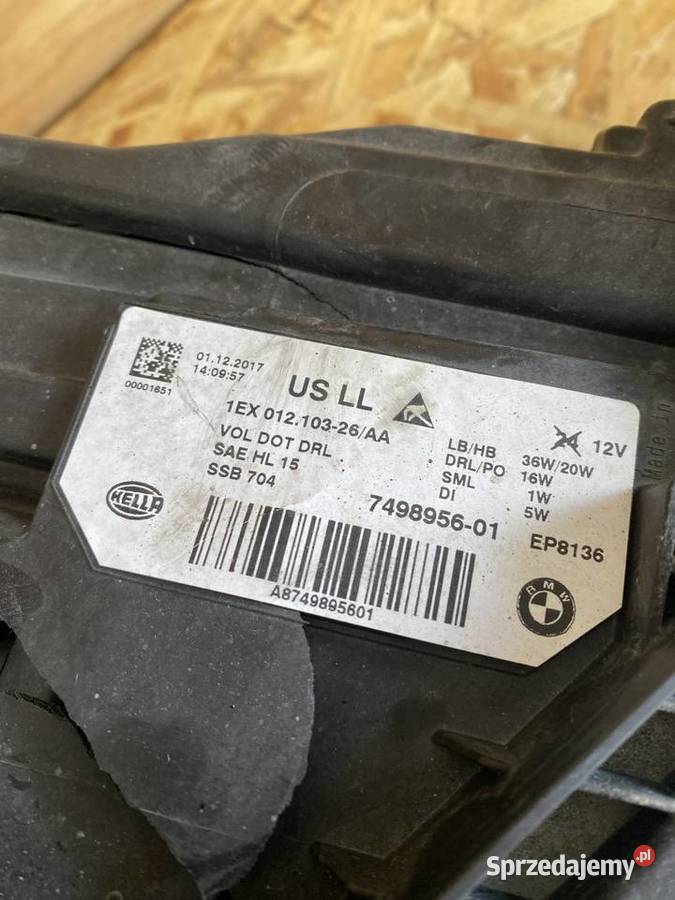 01.12.2017
14:09:57
00001651
US LL
1EX 012.103-26/AA
VOL DOT DRL
SAE HL 15
SSB 704
HELLA
LB/HB 36W/20W
DRL/PO 16W
SML 1W
DI 5W
24 12V
7498956-01
EP8136
A8749895601
BMW
Made in
Sprzedajemy.pl